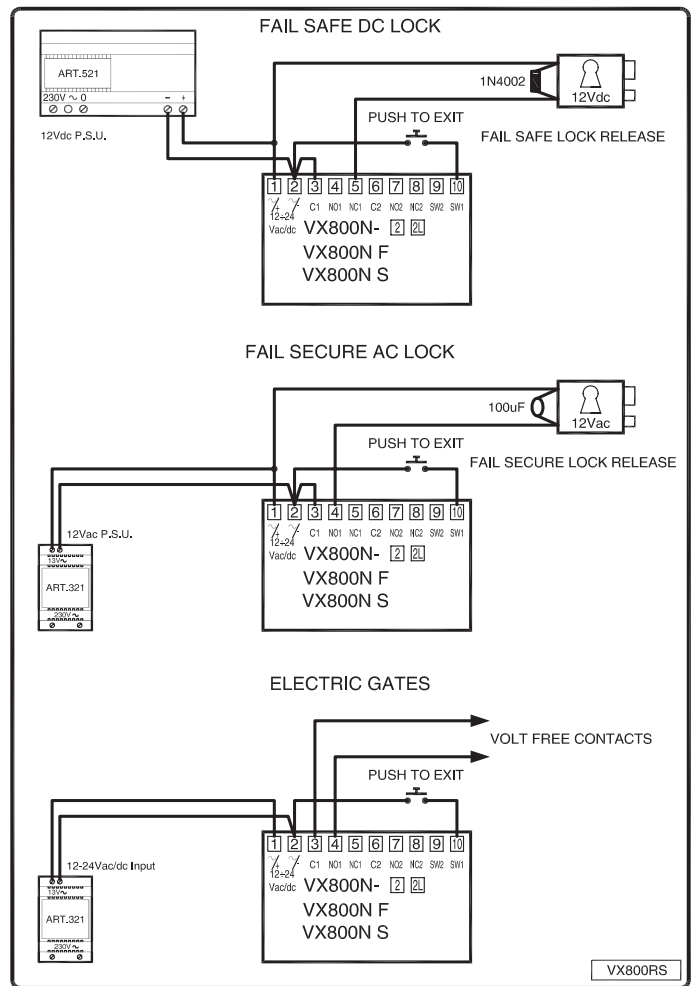 FAIL SAFE DC LOCK
ART.521
230V ~ 0
- +
12Vdc P.S.U.
1N4002
12Vdc
PUSH TO EXIT
FAIL SAFE LOCK RELEASE
1 2 3 4 5 6 7 8 9 10
~/+ ~/- C1 NO1 NC1 C2 NO2 NC2 SW2 SW1
12÷24
Vac/dc
VX800N- 2 2L
VX800N F
VX800N S
FAIL SECURE AC LOCK
100uF
12Vac
PUSH TO EXIT
FAIL SECURE LOCK RELEASE
12Vac P.S.U.
13V~
ART.321
230V ~
1 2 3 4 5 6 7 8 9 10
~/+ ~/- C1 NO1 NC1 C2 NO2 NC2 SW2 SW1
12÷24
Vac/dc
VX800N- 2 2L
VX800N F
VX800N S
ELECTRIC GATES
VOLT FREE CONTACTS
PUSH TO EXIT
12-24Vac/dc Input
13V~
ART.321
230V ~
1 2 3 4 5 6 7 8 9 10
~/+ ~/- C1 NO1 NC1 C2 NO2 NC2 SW2 SW1
12÷24
Vac/dc
VX800N- 2 2L
VX800N F
VX800N S
VX800RS